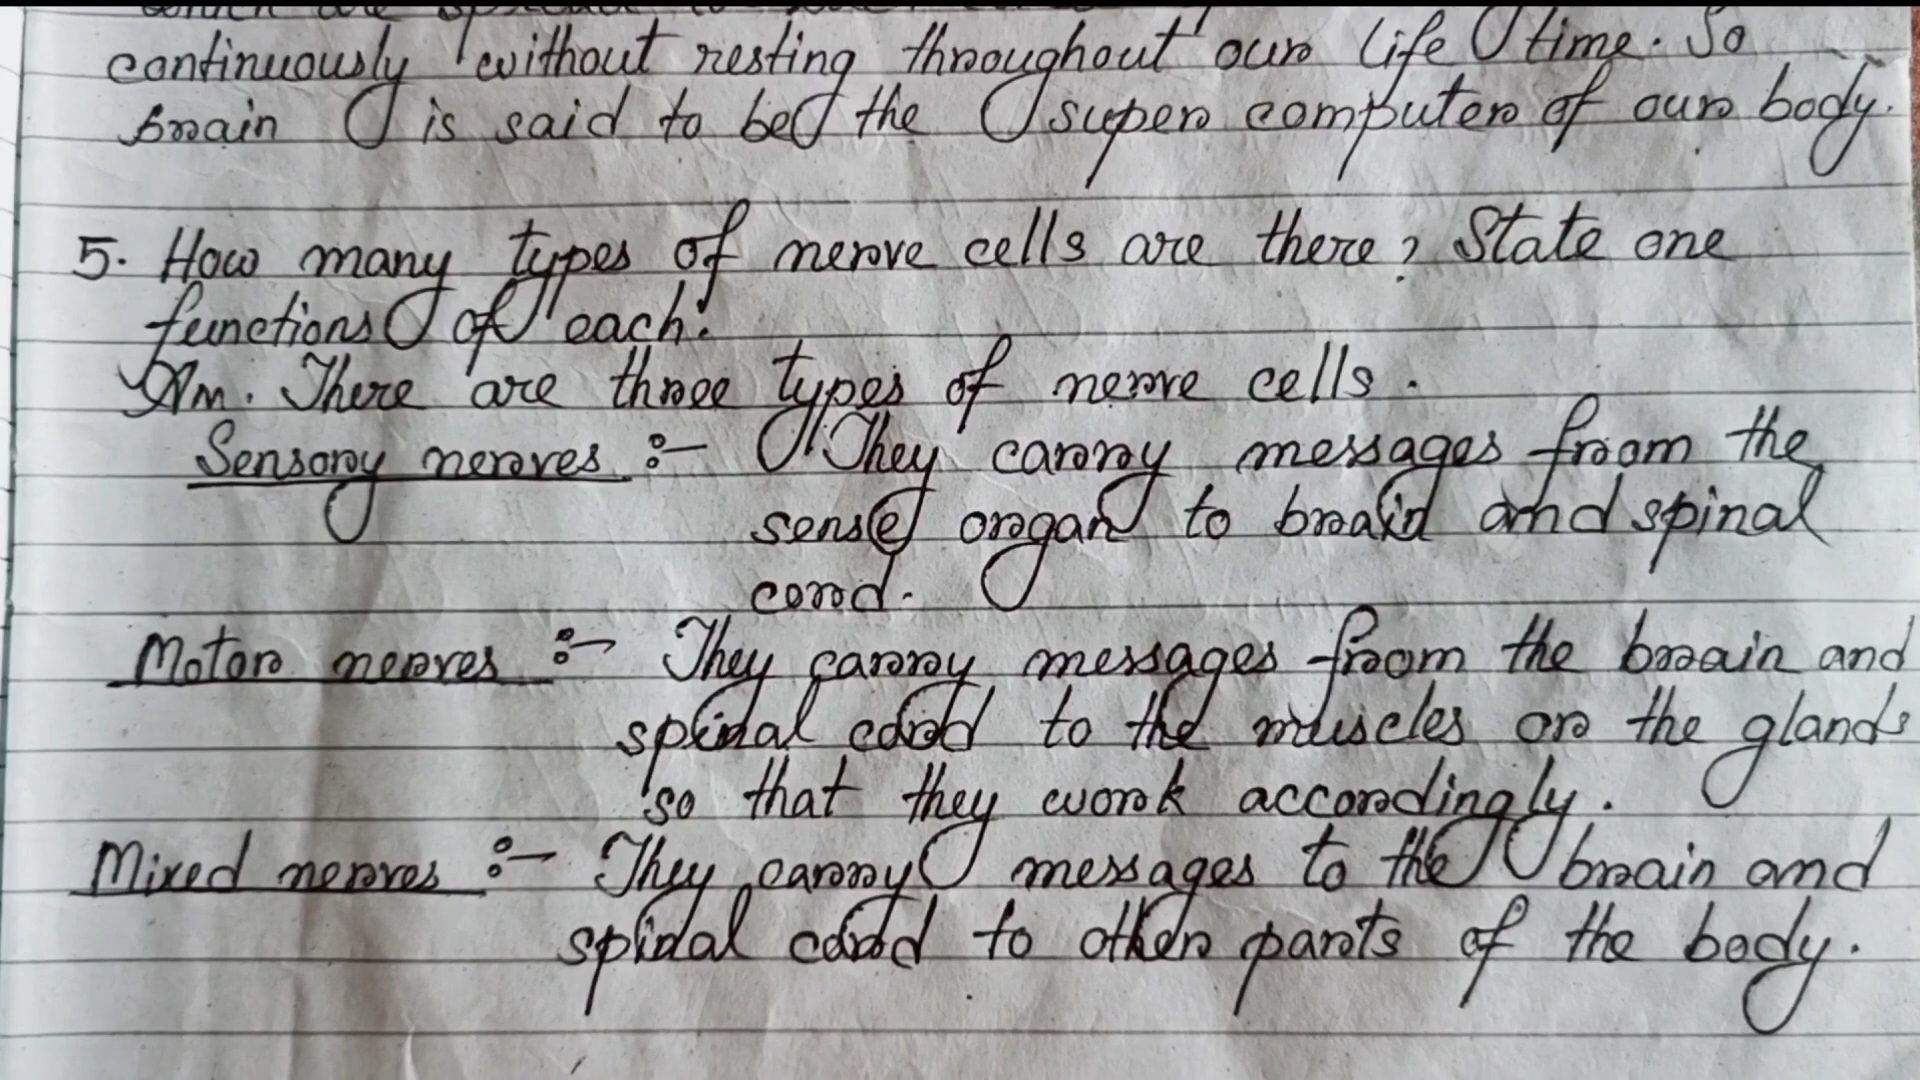 continuously without resting throughout our life time. So
brain is said to be the super computer of our body.
5. How many types of nerve cells are there? State one
functions of each.
Ans. There are three types of nerve cells.
Sensory nerves :- They carry messages from the
sense organ to brain and spinal
cord.
Motor nerves :- They carry messages from the brain and
spinal cord to the muscles or the glands
so that they work accordingly.
Mixed nerves :- They carry messages to the brain and
spinal cord to other parts of the body.